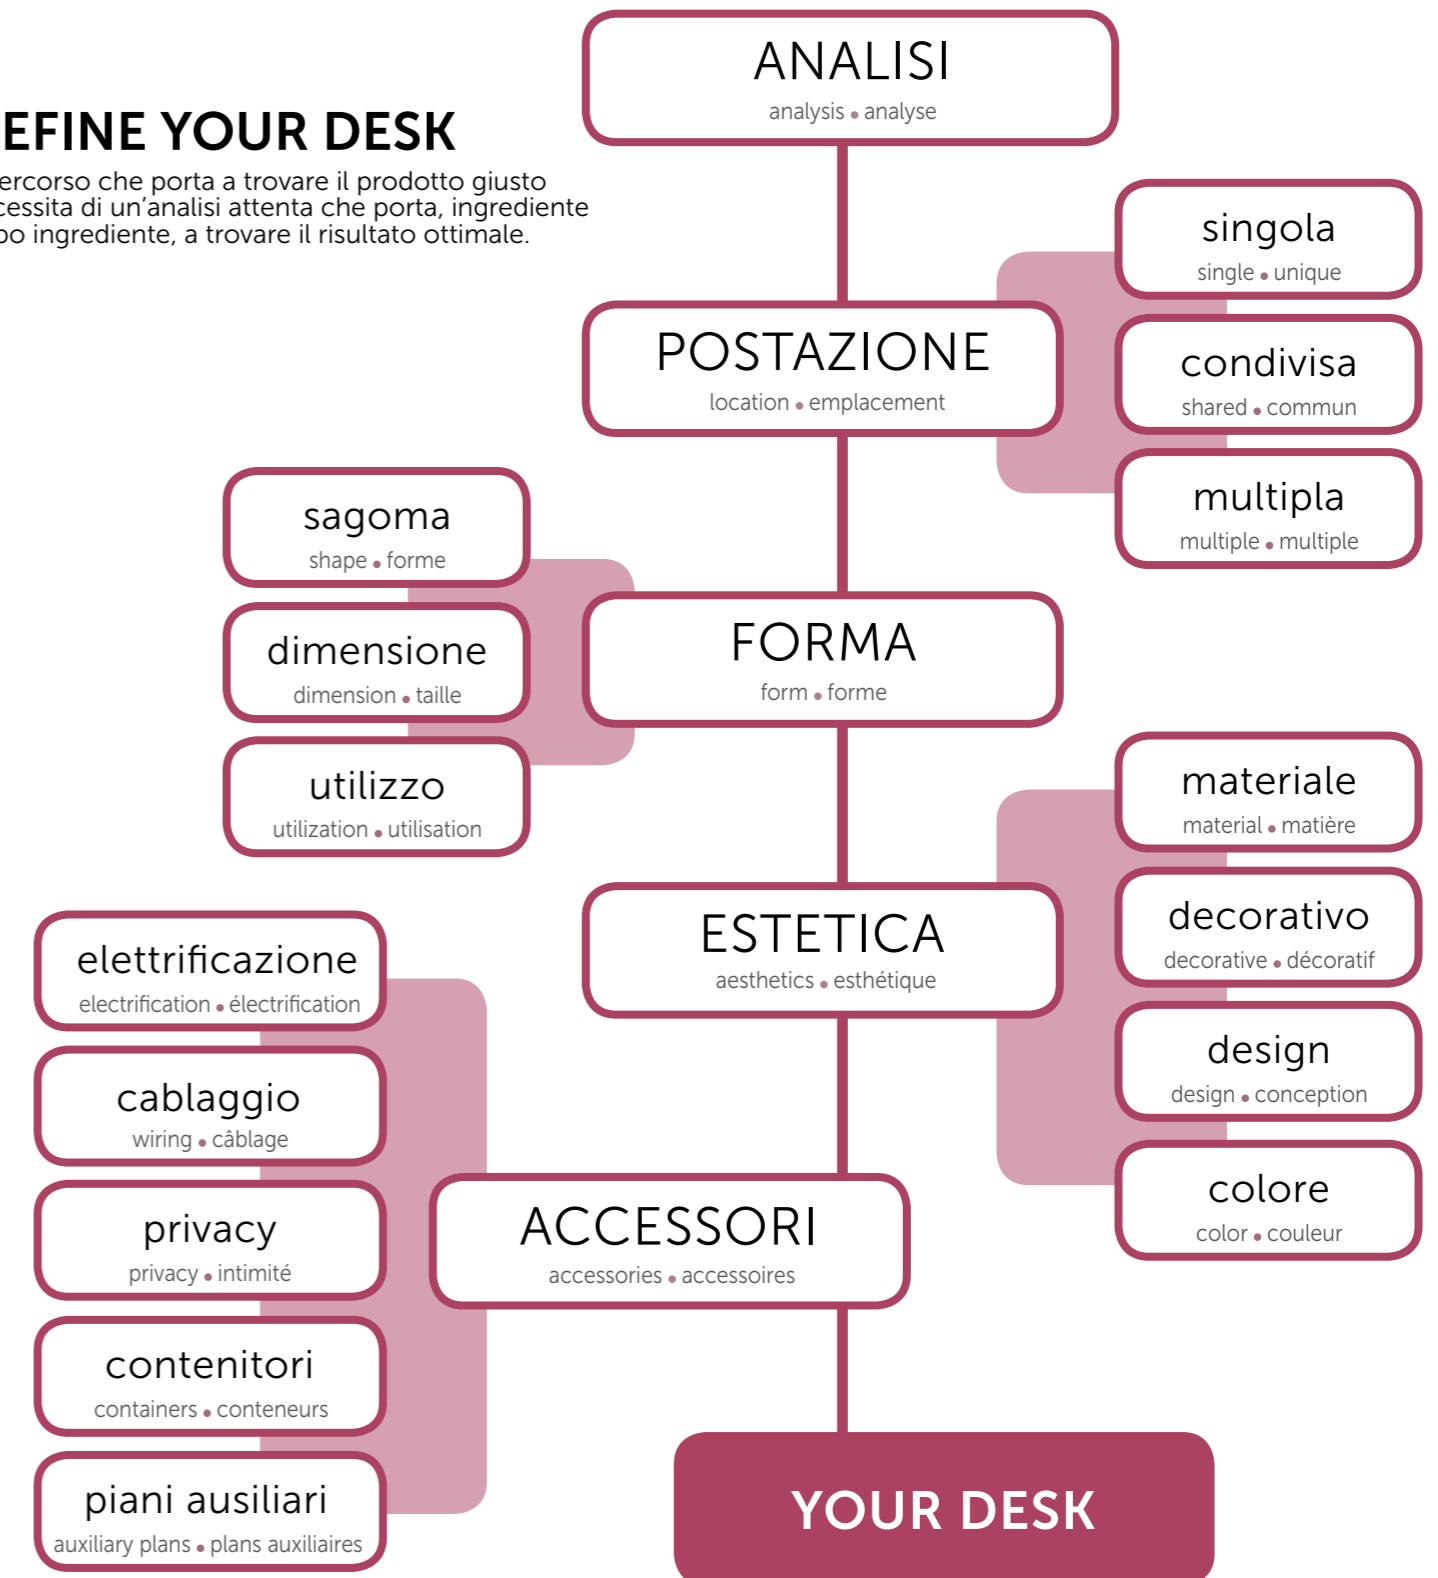 ANALISI
analysis • analyse
EFINE YOUR DESK
ercorso che porta a trovare il prodotto giusto
cessita di un'analisi attenta che porta, ingrediente
po ingrediente, a trovare il risultato ottimale.
singola
single • unique
POSTAZIONE
location • emplacement
condivisa
shared • commun
multipla
multiple • multiple
sagoma
shape • forme
dimensione
dimension • taille
utilizzo
utilization • utilisation
FORMA
form • forme
materiale
material • matière
decorativo
decorative • décoratif
design
design • conception
colore
color • couleur
ESTETICA
aesthetics • esthétique
elettrificazione
electrification • électrification
cablaggio
wiring • câblage
privacy
privacy • intimité
contenitori
containers • conteneurs
piani ausiliari
auxiliary plans • plans auxiliaires
ACCESSORI
accessories • accessoires
YOUR DESK